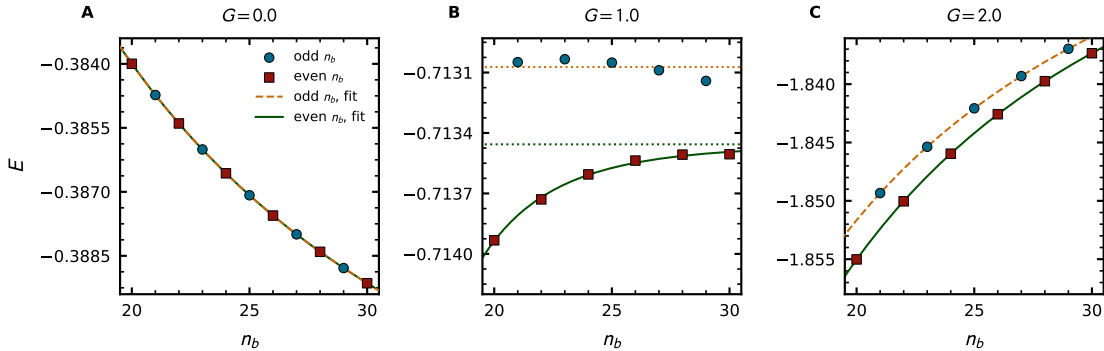 A
G=0.0
−0.3840
−0.3855
−0.3870
−0.3885
E
20
25
30
n_b
odd n_b
even n_b
odd n_b, fit
even n_b, fit
B
G=1.0
−0.7131
−0.7134
−0.7137
−0.7140
20
25
30
n_b
C
G=2.0
−1.840
−1.845
−1.850
−1.855
20
25
30
n_b